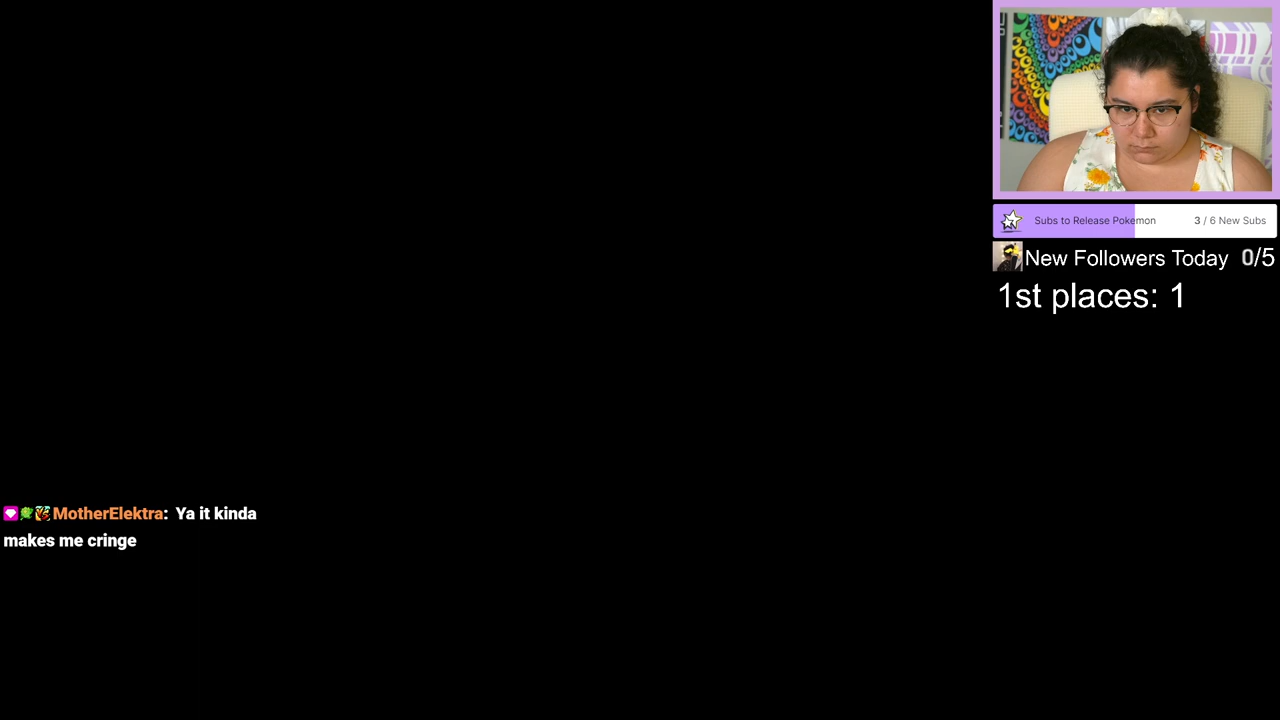 Subs to Release Pokemon 3 / 6 New Subs
New Followers Today 0/5
1st places: 1
MotherElektra: Ya it kinda
makes me cringe